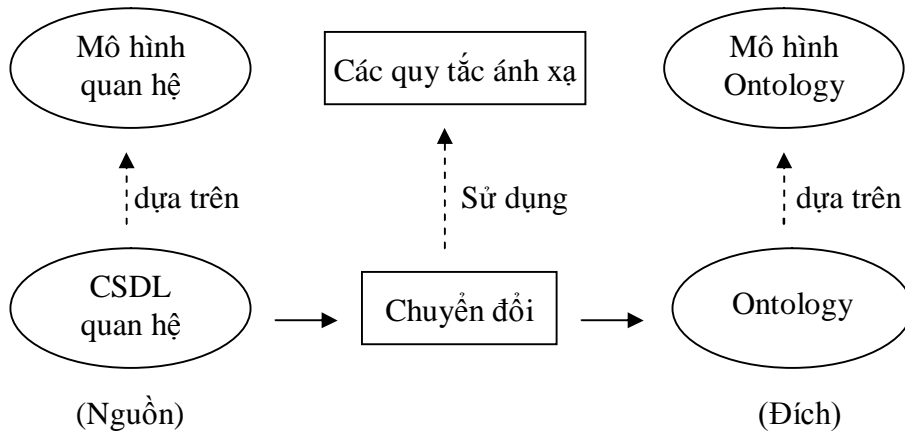 Mô hình
quan hệ
Các quy tắc ánh xạ
Mô hình
Ontology
dựa trên
Sử dụng
dựa trên
CSDL
quan hệ
Chuyển đổi
Ontology
(Nguồn)
(Đích)